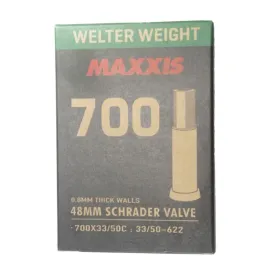 WELTER WEIGHT
MAXXIS
700
0.8MM THICK WALLS
48MM SCHRADER VALVE
700X33/50C . 33/50-622